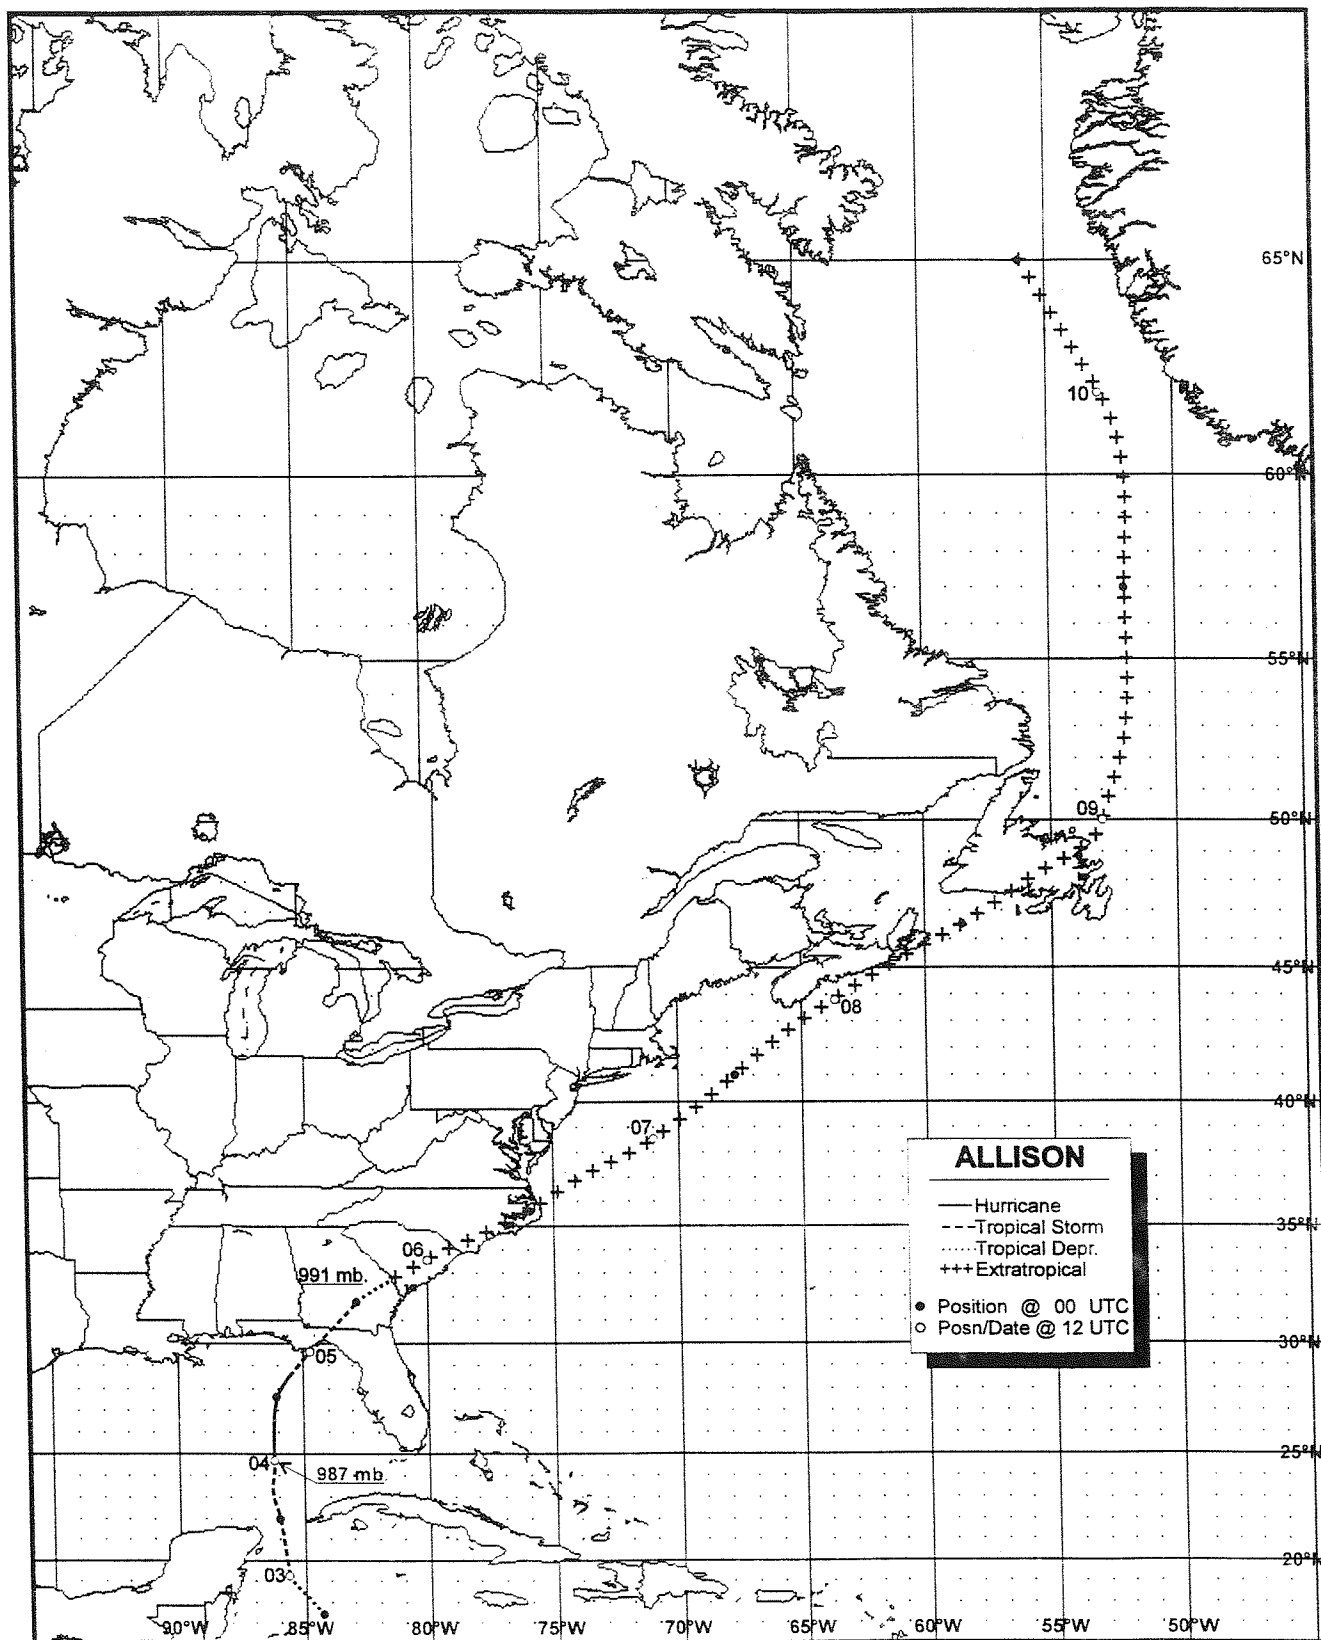 65°N
10
60°N
55°N
09
50°N
45°N
08
40°N
07
ALLISON
Hurricane
Tropical Storm
Tropical Depr.
+++Extratropical
Position @ 00 UTC
Posn/Date @ 12 UTC
35°N
06
991 mb.
30°N
05
25°N
04
987 mb
20°N
03
90°W 85°W 80°W 75°W 70°W 65°W 60°W 55°W 50°W